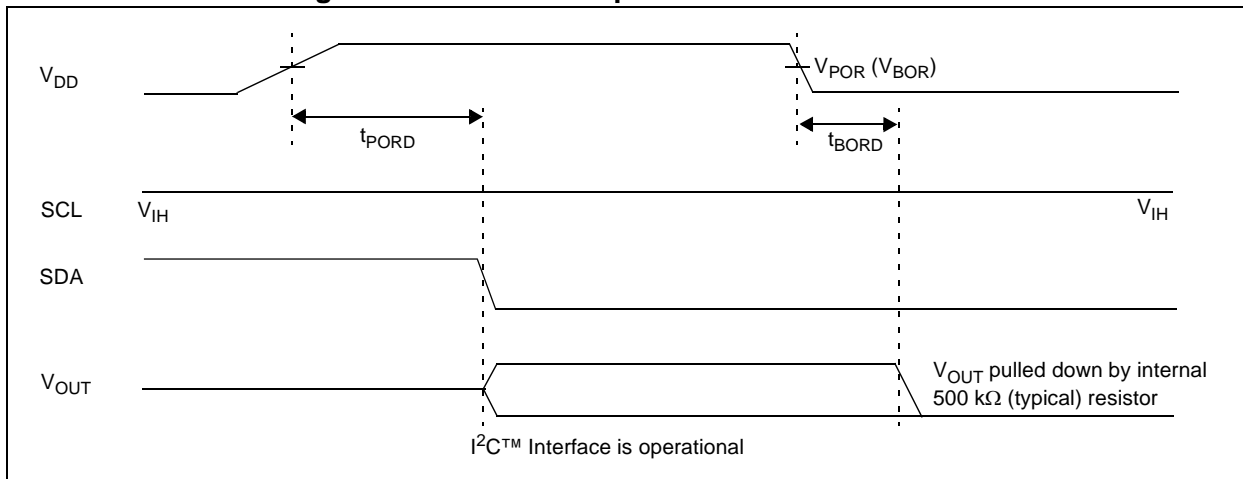 V_DD
V_POR (V_BOR)
t_PORD
t_BORD
SCL
V_IH
V_IH
SDA
V_OUT
V_OUT pulled down by internal
500 kΩ (typical) resistor
I²C™ Interface is operational